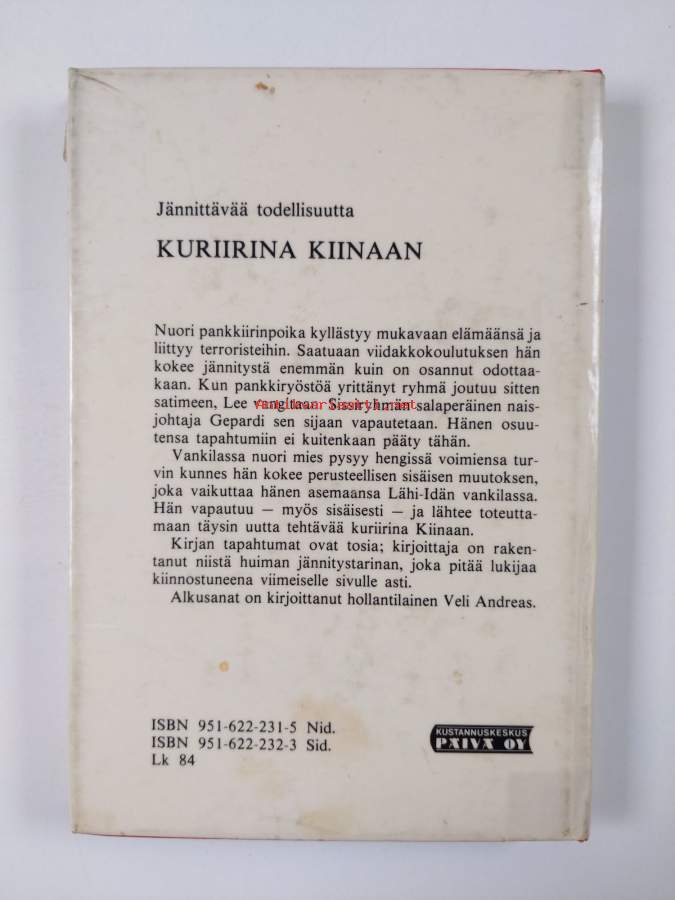 Jännittävää todellisuutta
KURIIRINA KIINAAN
Nuori pankkiirinpoika kyllästyy mukavaan elämäänsä ja
liittyy terroristeihin. Saatuaan viidakkokoulutuksen hän
kokee jännitystä enemmän kuin on osannut odottaa-
kaan. Kun pankkiryöstöä yrittänyt ryhmä joutuu sitten
satimeen, Lee vangitaan. Sissiryhmän salaperäinen nais-
johtaja Gepardi sen sijaan vapautetaan. Hänen osuu-
tensa tapahtumiin ei kuitenkaan pääty tähän.
Vankilassa nuori mies pysyy hengissä voimiensa tur-
vin kunnes hän kokee perusteellisen sisäisen muutoksen,
joka vaikuttaa hänen asemaansa Lähi-Idän vankilassa.
Hän vapautuu — myös sisäisesti — ja lähtee toteutta-
maan täysin uutta tehtävää kuriirina Kiinaan.
Kirjan tapahtumat ovat tosia; kirjoittaja on raken-
tanut niistä huiman jännitystarinan, joka pitää lukijaa
kiinnostuneena viimeiselle sivulle asti.
Alkusanat on kirjoittanut hollantilainen Veli Andreas.
ISBN 951-622-231-5 Nid.
ISBN 951-622-232-3 Sid.
Lk 84
KUSTANNUSKESKUS
PÄIVÄ OY